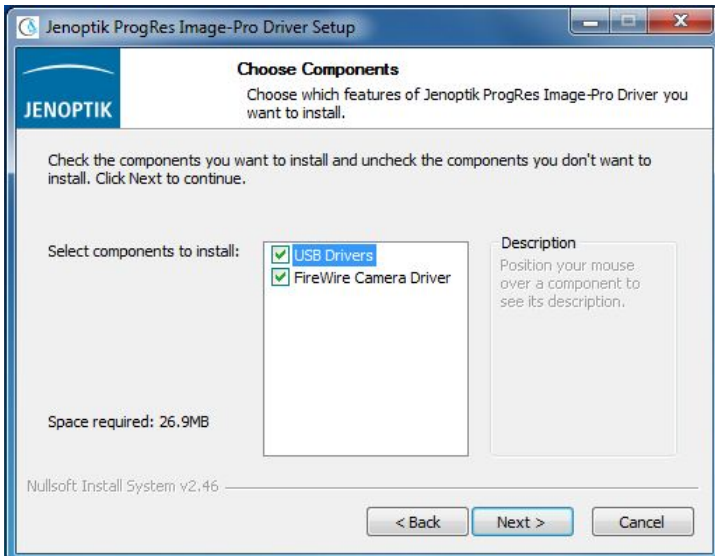 Jenoptik ProgRes Image-Pro Driver Setup
JENOPTIK
Choose Components
Choose which features of Jenoptik ProgRes Image-Pro Driver you
want to install.
Check the components you want to install and uncheck the components you don't want to
install. Click Next to continue.
Select components to install:
USB Drivers
FireWire Camera Driver
Description
Position your mouse
over a component to
see its description.
Space required: 26.9MB
Nullsoft Install System v2.46
< Back
Next >
Cancel